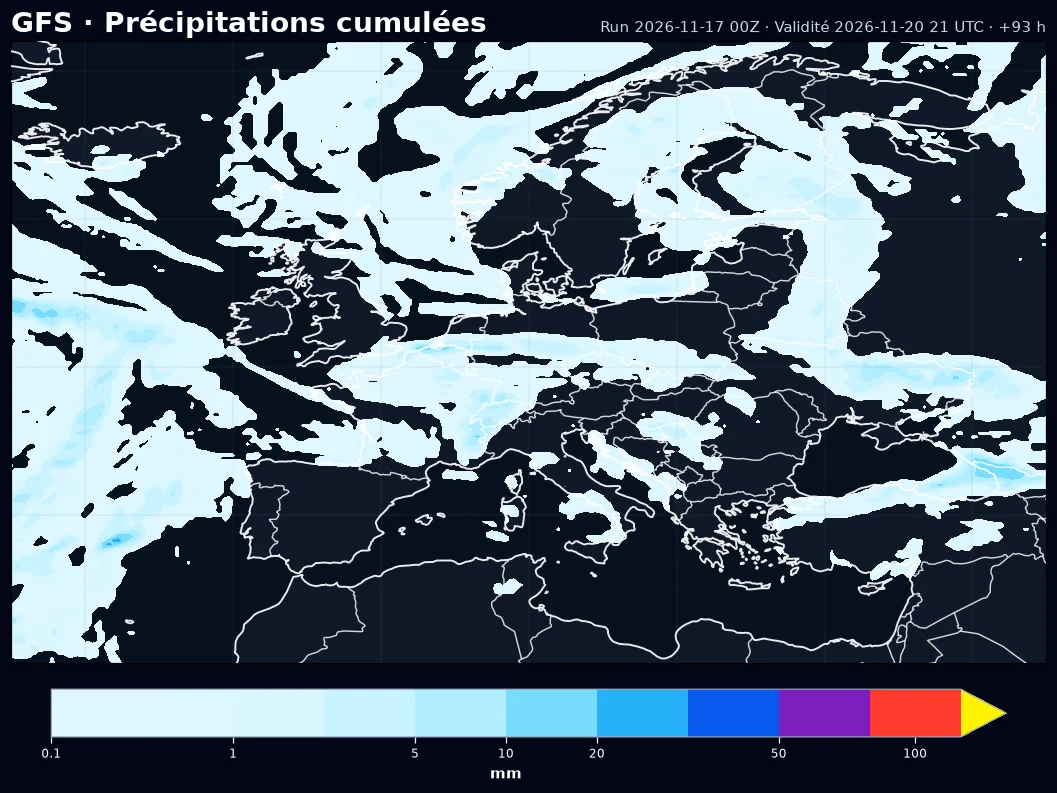 GFS · Précipitations cumulées
Run 2026-11-17 00Z · Validité 2026-11-20 21 UTC · +93 h
0.1 1 5 10 20 50 100
mm